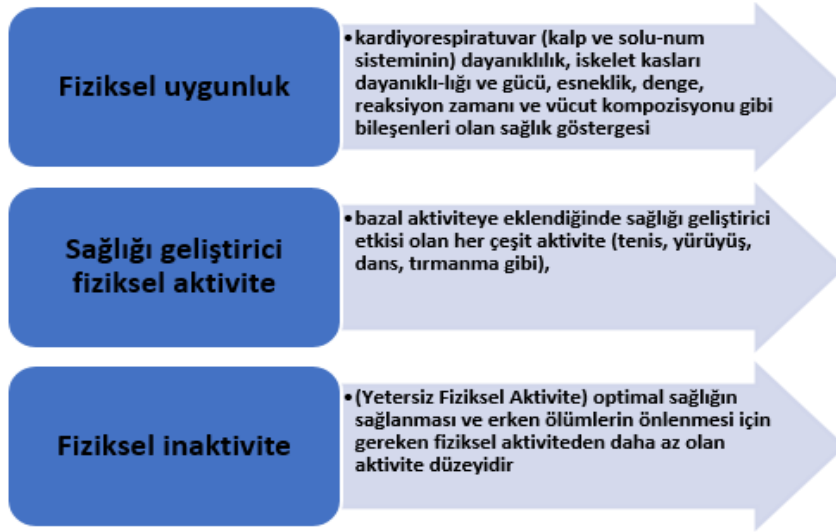 Fiziksel uygunluk
•kardiyorespiratuvar (kalp ve solu-num
sisteminin) dayanıklılık, iskelet kasları
dayanıklı-lığı ve gücü, esneklik, denge,
reaksiyon zamanı ve vücut kompozisyonu gibi
bileşenleri olan sağlık göstergesi
Sağlığı geliştirici
fiziksel aktivite
•bazal aktiviteye eklendiğinde sağlığı geliştirici
etkisi olan her çeşit aktivite (tenis, yürüyüş,
dans, tırmanma gibi),
Fiziksel inaktivite
•(Yetersiz Fiziksel Aktivite) optimal sağlığın
sağlanması ve erken ölümlerin önlenmesi için
gereken fiziksel aktiviteden daha az olan
aktivite düzeyidir